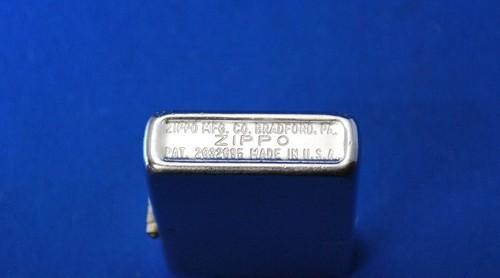 ZIPPO MFG. CO. BRADFORD, PA.
ZIPPO
PAT. 2032695 MADE IN U.S.A.